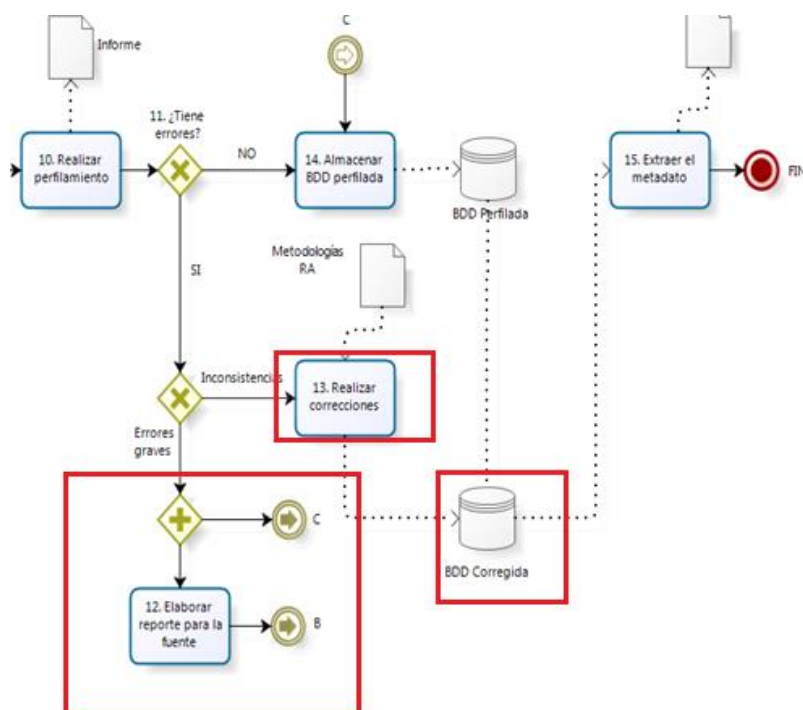 C
Informe
11. ¿Tiene
errores?
10. Realizar
perfilamiento
NO
14. Almacenar
BDD perfilada
15. Extraer el
metadato
FIN
BDD Perfilada
SI
Metodologías
RA
Inconsistencias
13. Realizar
correcciones
Errores
graves
C
BDD Corregida
12. Elaborar
reporte para la
fuente
B